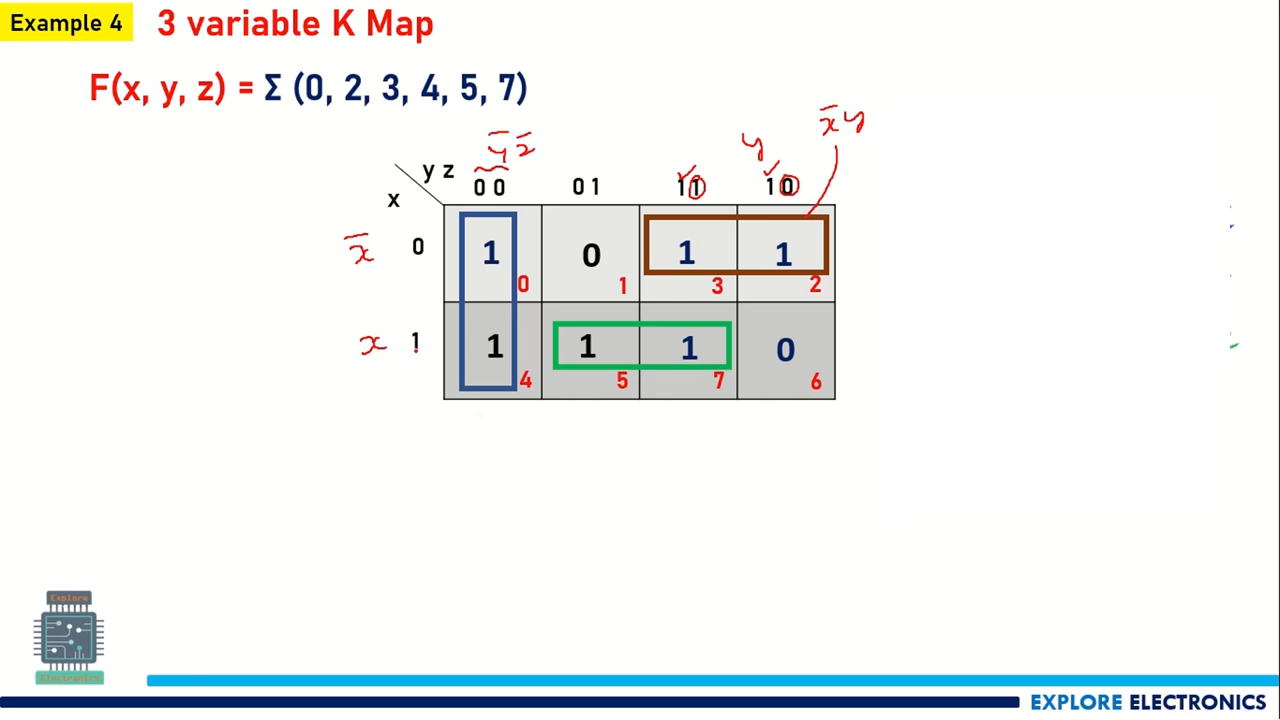 Example 4 3 variable K Map
F(x, y, z) = Σ (0, 2, 3, 4, 5, 7)
x̅ y
y̅ z̅ y
y z
x 0 0 0 1 1 1 1 0
x̅ 0 1 0 1 1
0 1 3 2
x 1 1 1 1 0
4 5 7 6
Explore
Electronics
EXPLORE ELECTRONICS